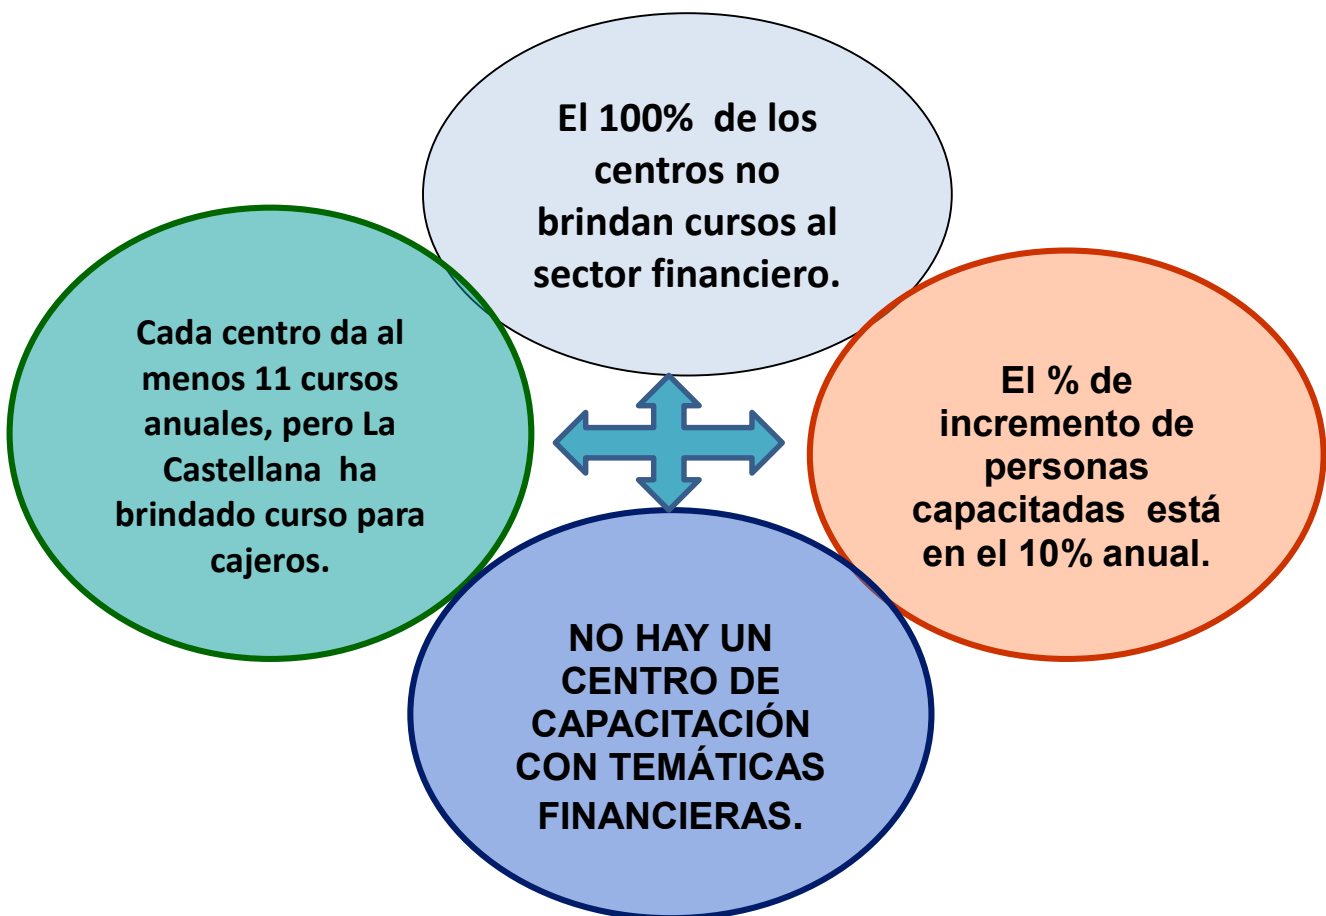 El 100% de los
centros no
brindan cursos al
sector financiero.
Cada centro da al
menos 11 cursos
anuales, pero La
Castellana ha
brindado curso para
cajeros.
El % de
incremento de
personas
capacitadas está
en el 10% anual.
NO HAY UN
CENTRO DE
CAPACITACIÓN
CON TEMÁTICAS
FINANCIERAS.